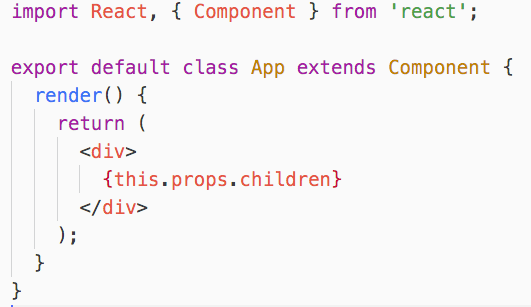 import React, { Component } from 'react';

export default class App extends Component {
  render() {
    return (
      <div>
        {this.props.children}
      </div>
    );
  }
}